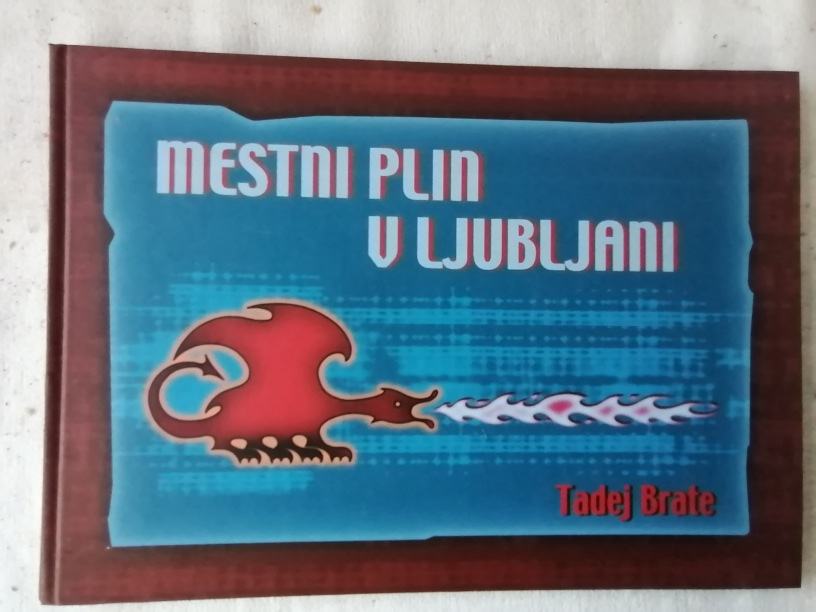 MESTNI PLIN
V LJUBLJANI
Tadej Brate